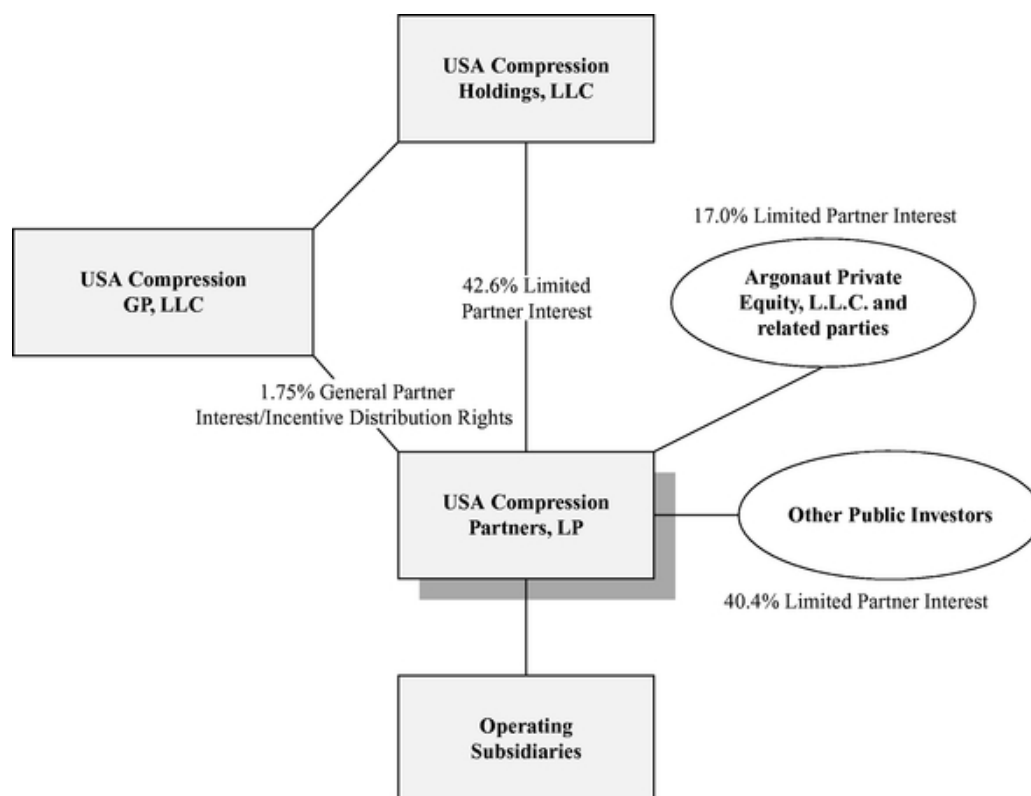 USA Compression
Holdings, LLC
17.0% Limited Partner Interest
USA Compression
GP, LLC
42.6% Limited
Partner Interest
Argonaut Private
Equity, L.L.C. and
related parties
1.75% General Partner
Interest/Incentive Distribution Rights
USA Compression
Partners, LP
Other Public Investors
40.4% Limited Partner Interest
Operating
Subsidiaries